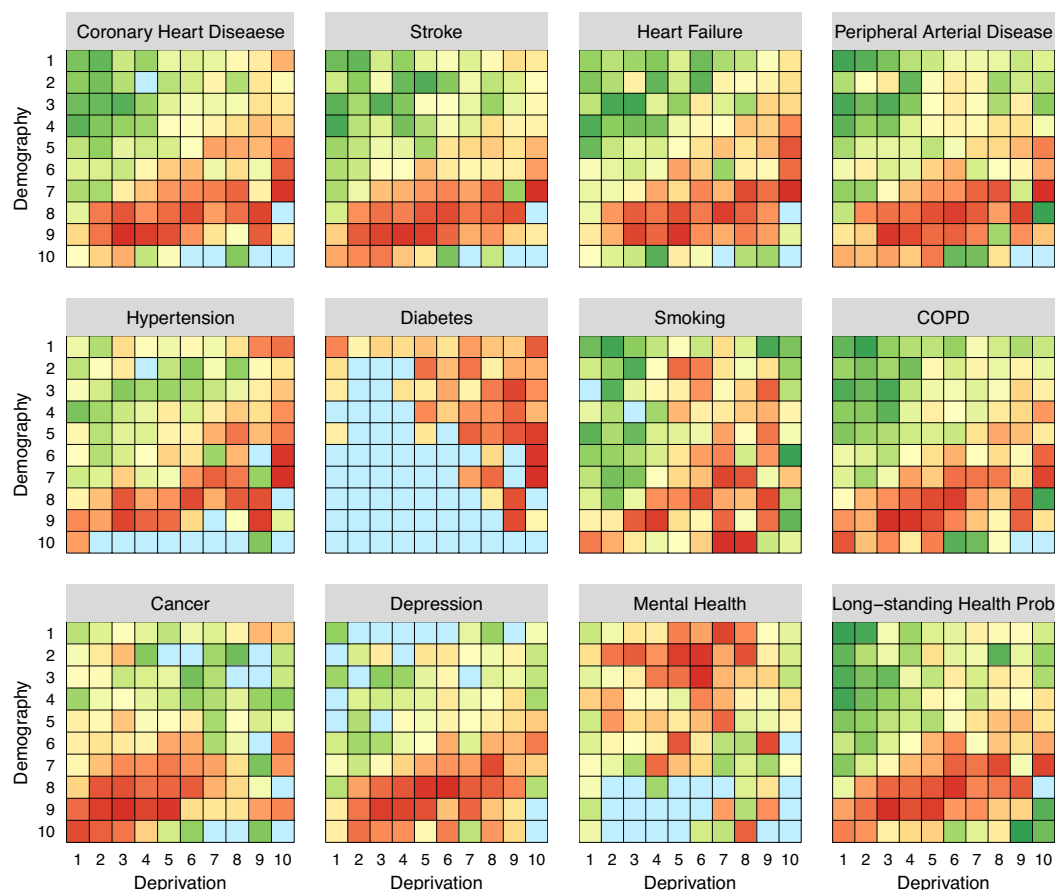 Coronary Heart Diseaese
Stroke
Heart Failure
Peripheral Arterial Disease
Demography
1
2
3
4
5
6
7
8
9
10
Hypertension
Diabetes
Smoking
COPD
Demography
1
2
3
4
5
6
7
8
9
10
Cancer
Depression
Mental Health
Long−standing Health Prob
Demography
1
2
3
4
5
6
7
8
9
10
1 2 3 4 5 6 7 8 9 10
1 2 3 4 5 6 7 8 9 10
1 2 3 4 5 6 7 8 9 10
1 2 3 4 5 6 7 8 9 10
Deprivation
Deprivation
Deprivation
Deprivation